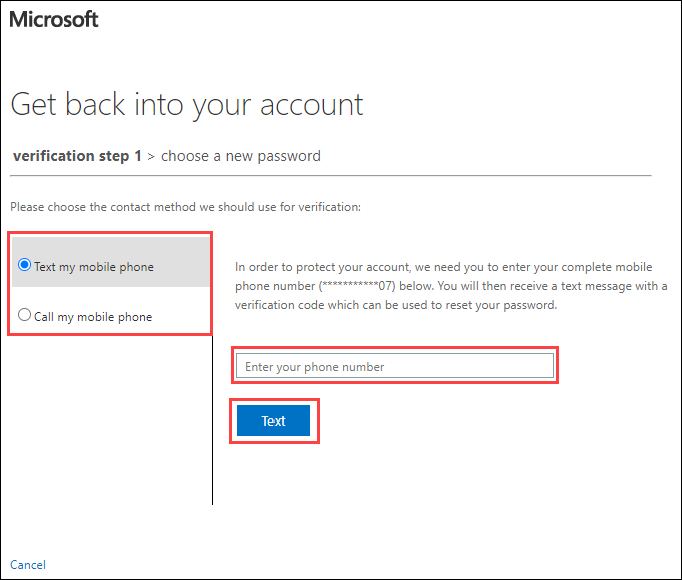 Microsoft
Get back into your account
verification step 1 > choose a new password
Please choose the contact method we should use for verification:
Text my mobile phone
Call my mobile phone
In order to protect your account, we need you to enter your complete mobile
phone number (***********07) below. You will then receive a text message with a
verification code which can be used to reset your password.
Enter your phone number
Text
Cancel